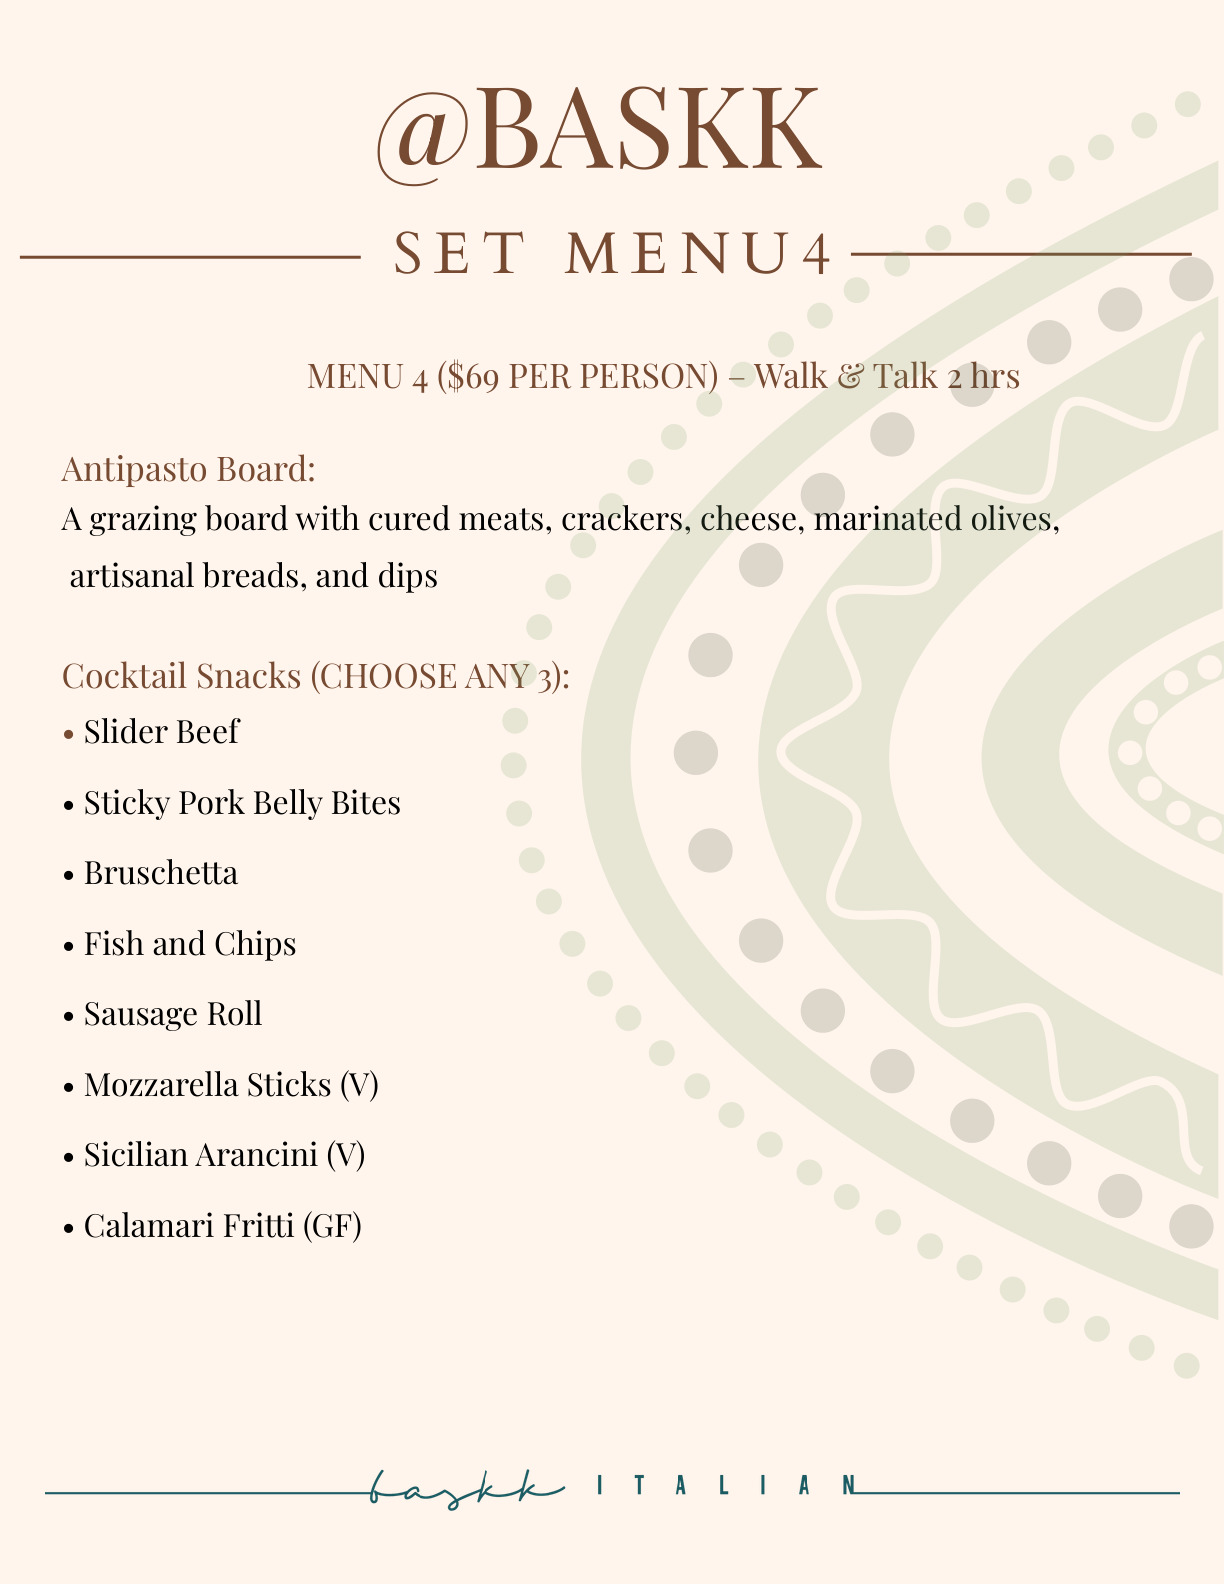 @BASKK
SET MENU4
MENU 4 ($69 PER PERSON) – Walk & Talk 2 hrs
Antipasto Board:
A grazing board with cured meats, crackers, cheese, marinated olives,
artisanal breads, and dips
Cocktail Snacks (CHOOSE ANY 3):
• Slider Beef
• Sticky Pork Belly Bites
• Bruschetta
• Fish and Chips
• Sausage Roll
• Mozzarella Sticks (V)
• Sicilian Arancini (V)
• Calamari Fritti (GF)
baskk ITALIAN